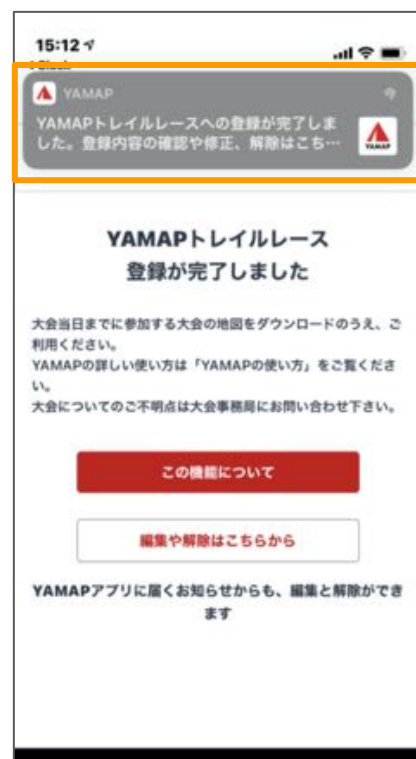 15:12
YAMAP
今
YAMAPトレイルレースへの登録が完了しま
した。登録内容の確認や修正、解除はこち…
YAMAP
YAMAPトレイルレース
登録が完了しました
大会当日までに参加する大会の地図をダウンロードのうえ、ご
利用ください。
YAMAPの詳しい使い方は「YAMAPの使い方」をご覧くださ
い。
大会についてのご不明点は大会事務局にお問い合わせ下さい。
この機能について
編集や解除はこちらから
YAMAPアプリに届くお知らせからも、編集と解除ができ
ます